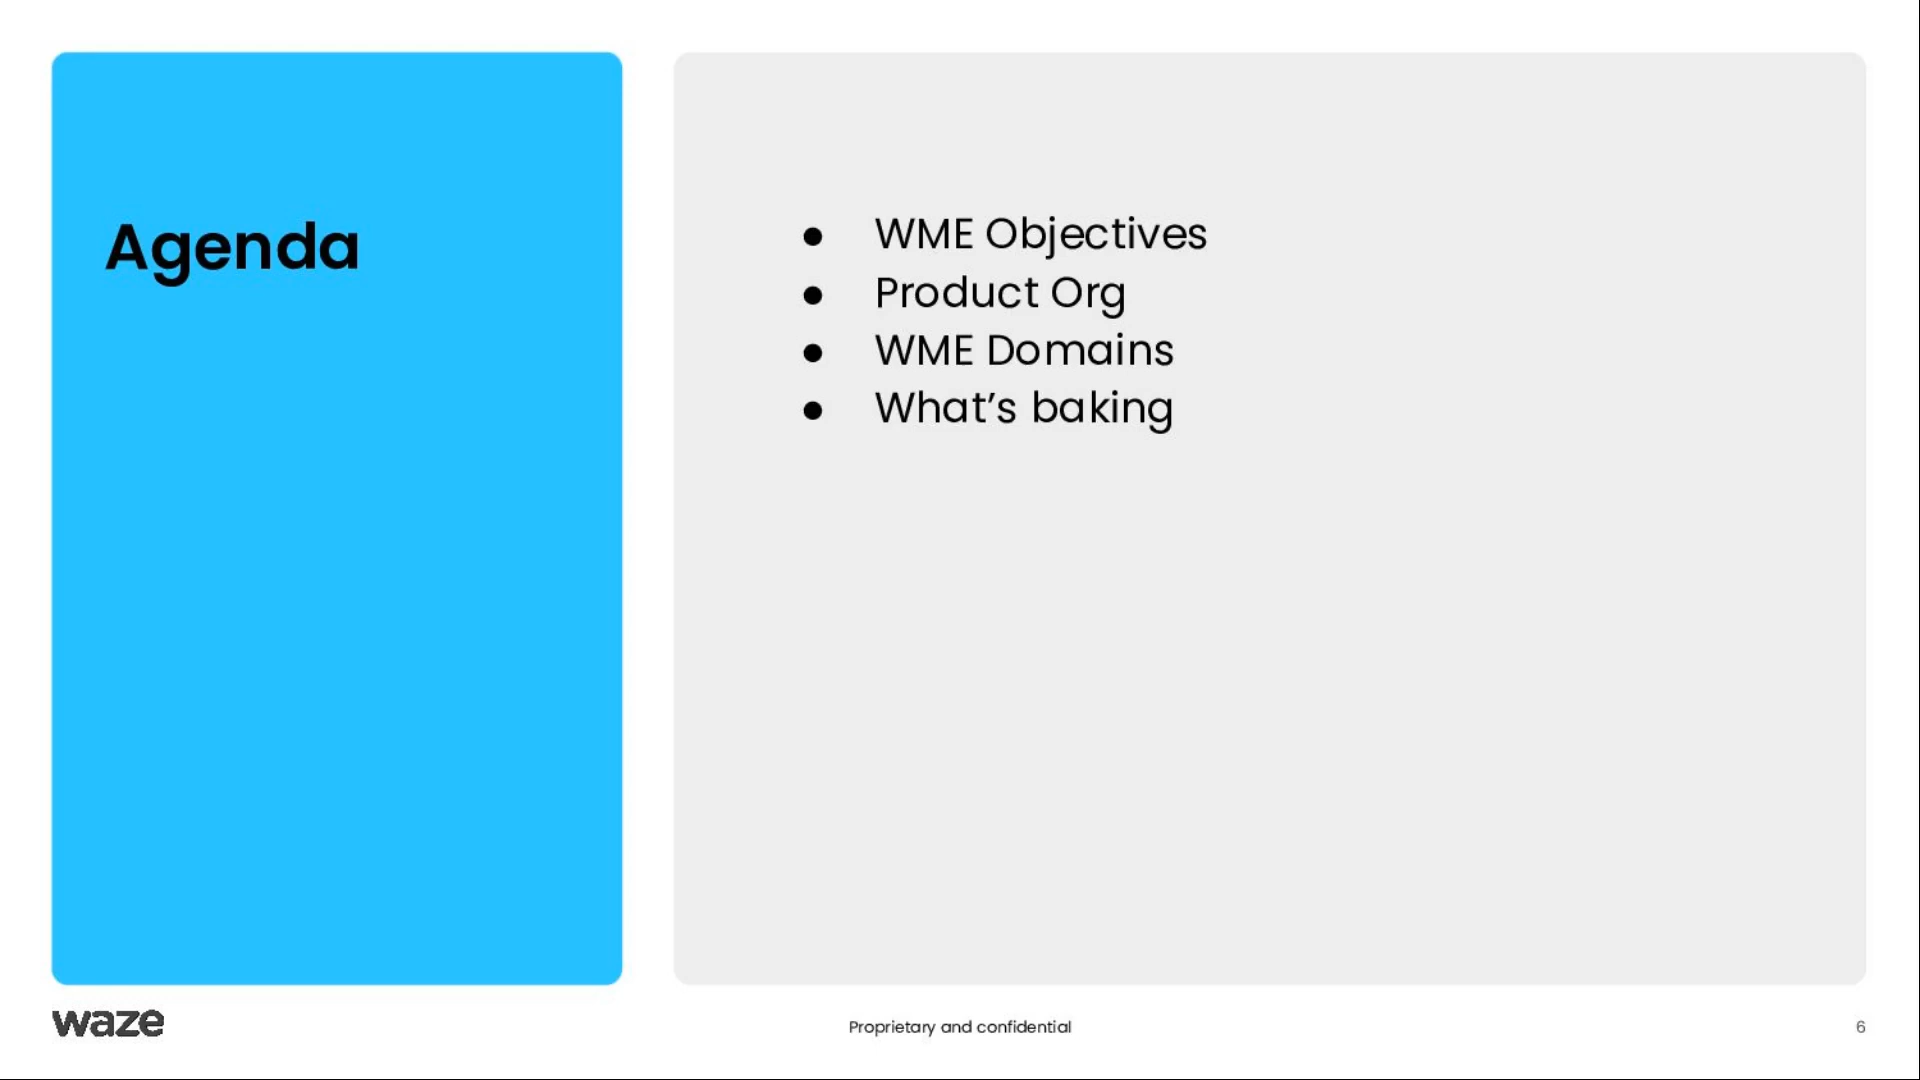 Agenda
● WME Objectives
● Product Org
● WME Domains
● What’s baking
waze
Proprietary and confidential
6